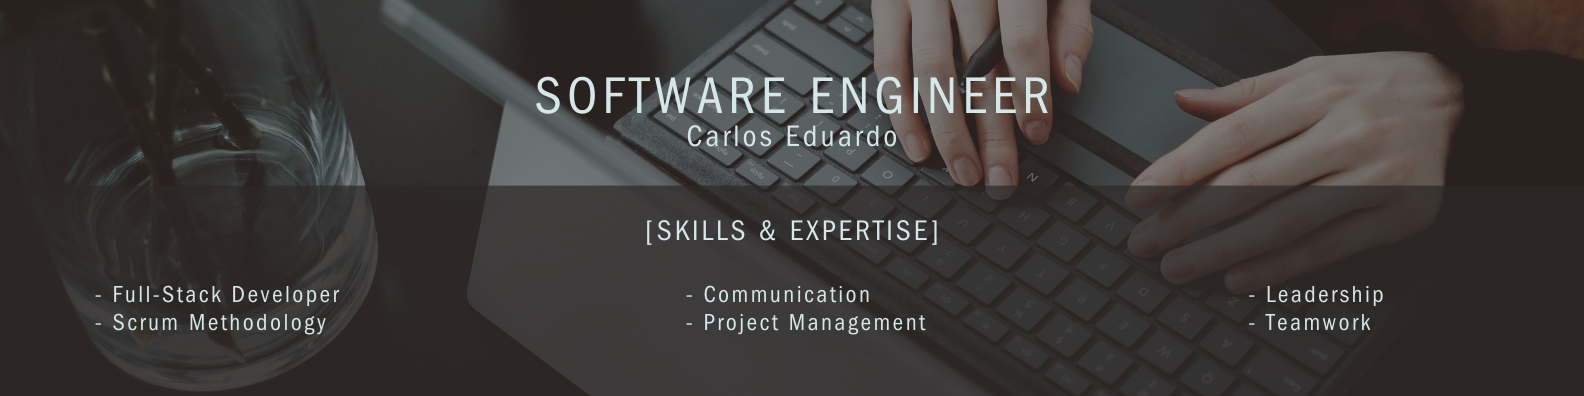 SOFTWARE ENGINEER
Carlos Eduardo
[SKILLS & EXPERTISE]
- Full-Stack Developer
- Scrum Methodology
- Communication
- Project Management
- Leadership
- Teamwork